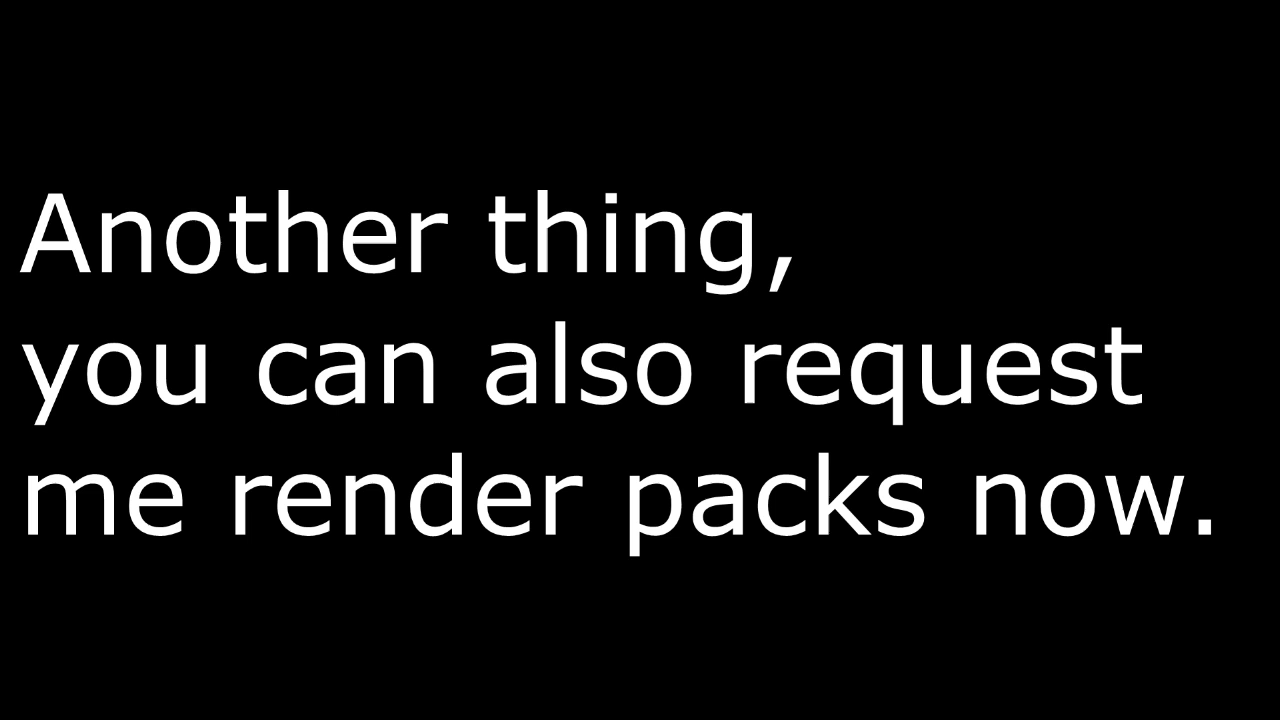 Another thing,
you can also request
me render packs now.